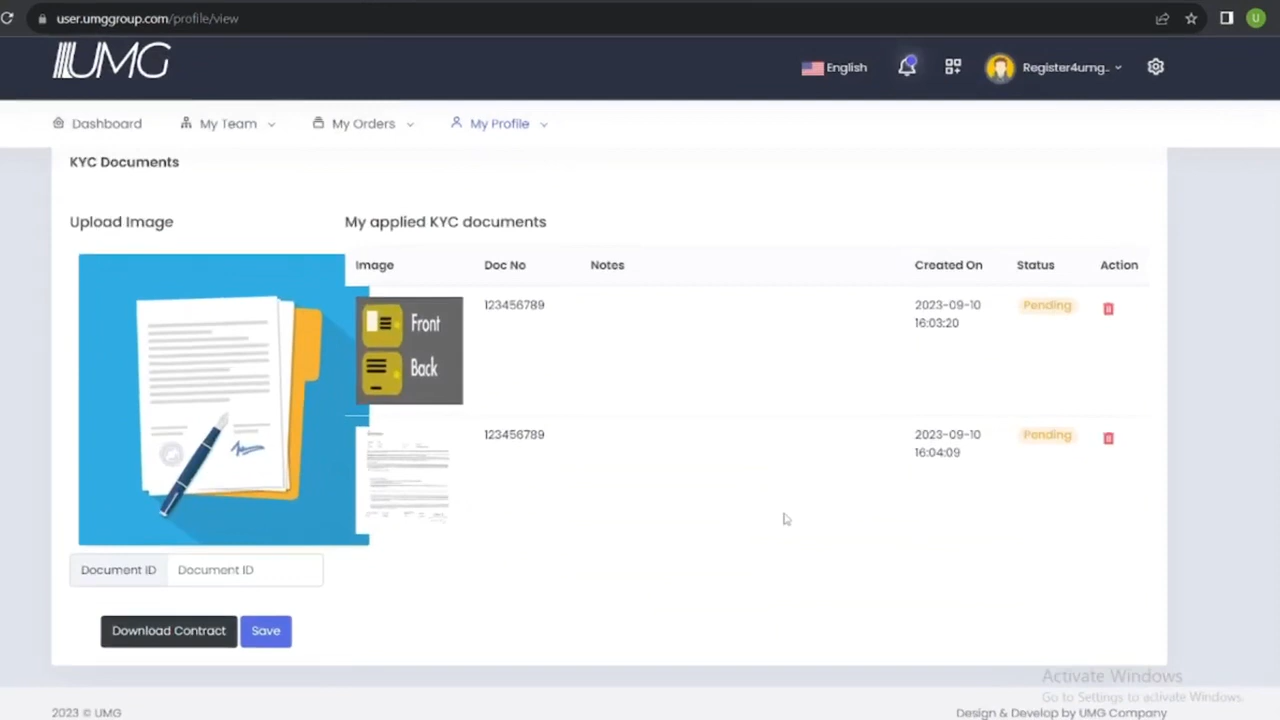 user.umggroup.com/profile/view
U
UMG
English
Register4umg..
Dashboard
My Team
My Orders
My Profile
KYC Documents
Upload Image
My applied KYC documents
Image Doc No Notes Created On Status Action
Front
Back
123456789
2023-09-10
16:03:20
Pending
123456789
2023-09-10
16:04:09
Pending
Document ID Document ID
Download Contract Save
Activate Windows
Go to Settings to activate Windows.
2023 © UMG
Design & Develop by UMG Company